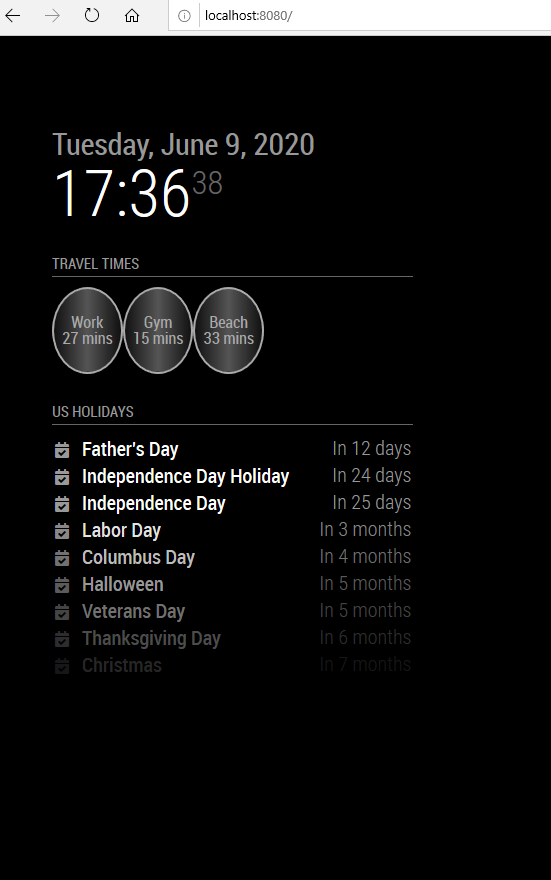 localhost:8080/
Tuesday, June 9, 2020
17:36 38
TRAVEL TIMES
Work Gym Beach
27 mins 15 mins 33 mins
US HOLIDAYS
Father's Day In 12 days
Independence Day Holiday In 24 days
Independence Day In 25 days
Labor Day In 3 months
Columbus Day In 4 months
Halloween In 5 months
Veterans Day In 5 months
Thanksgiving Day In 6 months
Christmas In 7 months